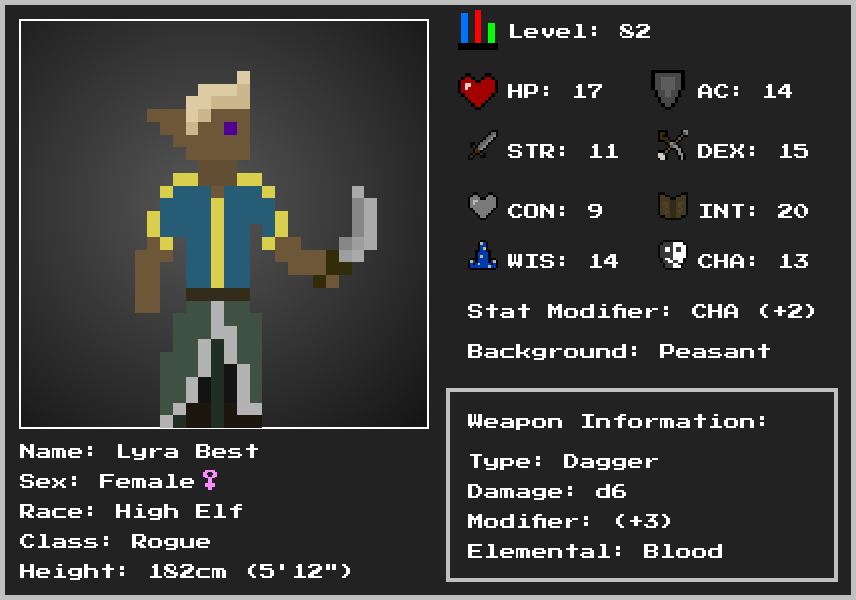 Level: 82
HP: 17
AC: 14
STR: 11
DEX: 15
CON: 9
INT: 20
WIS: 14
CHA: 13
Stat Modifier: CHA (+2)
Background: Peasant
Weapon Information:
Type: Dagger
Damage: d6
Modifier: (+3)
Elemental: Blood
Name: Lyra Best
Sex: Female♀
Race: High Elf
Class: Rogue
Height: 182cm (5'12")